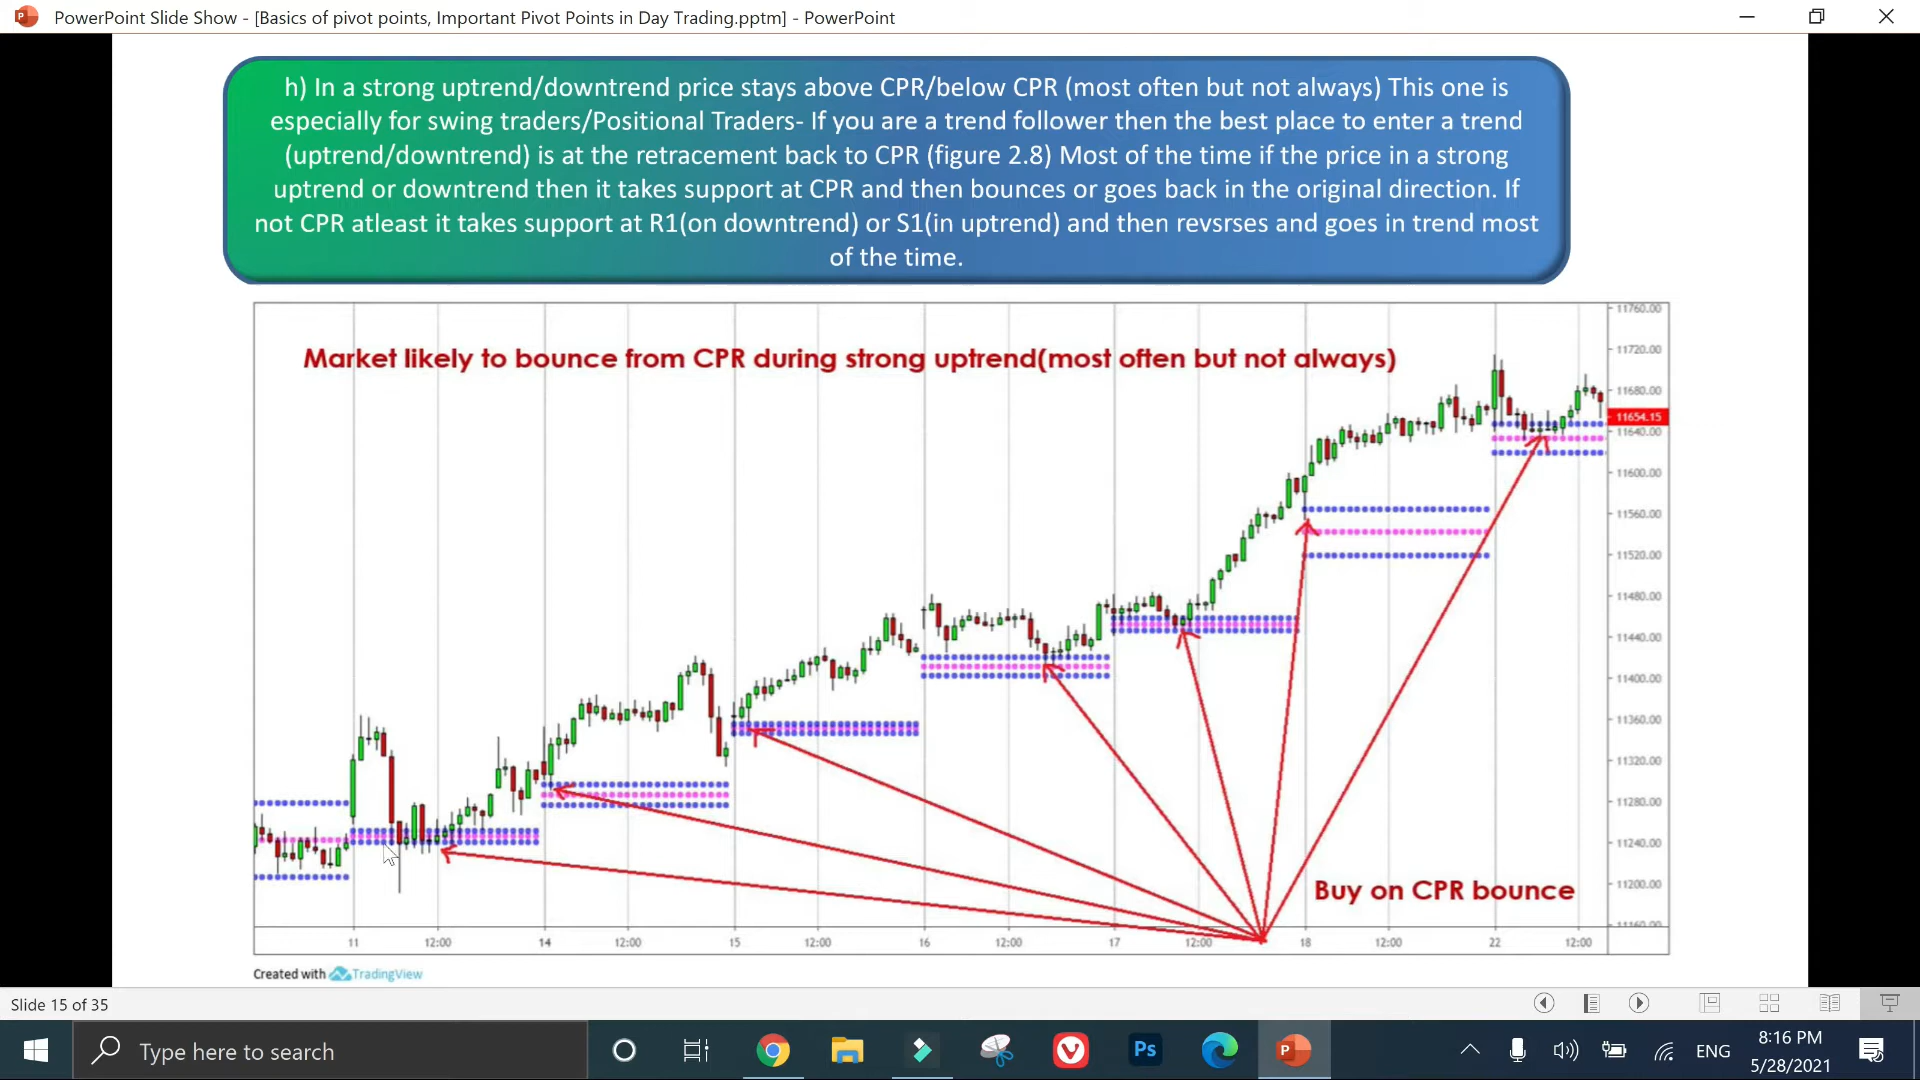 PowerPoint Slide Show - [Basics of pivot points, Important Pivot Points in Day Trading.pptm] - PowerPoint
h) In a strong uptrend/downtrend price stays above CPR/below CPR (most often but not always) This one is
especially for swing traders/Positional Traders- If you are a trend follower then the best place to enter a trend
(uptrend/downtrend) is at the retracement back to CPR (figure 2.8) Most of the time if the price in a strong
uptrend or downtrend then it takes support at CPR and then bounces or goes back in the original direction. If
not CPR atleast it takes support at R1(on downtrend) or S1(in uptrend) and then revsrses and goes in trend most
of the time.
Market likely to bounce from CPR during strong uptrend(most often but not always)
11760.00
11720.00
11680.00
11654.15
11640.00
11600.00
11560.00
11520.00
11480.00
11440.00
11400.00
11360.00
11320.00
11280.00
11240.00
11200.00
11160.00
Buy on CPR bounce
11 12:00 14 12:00 15 12:00 16 12:00 17 12:00 18 12:00 22 12:00
Created with TradingView
Slide 15 of 35
Type here to search
Ps
P
ENG
8:16 PM
5/28/2021